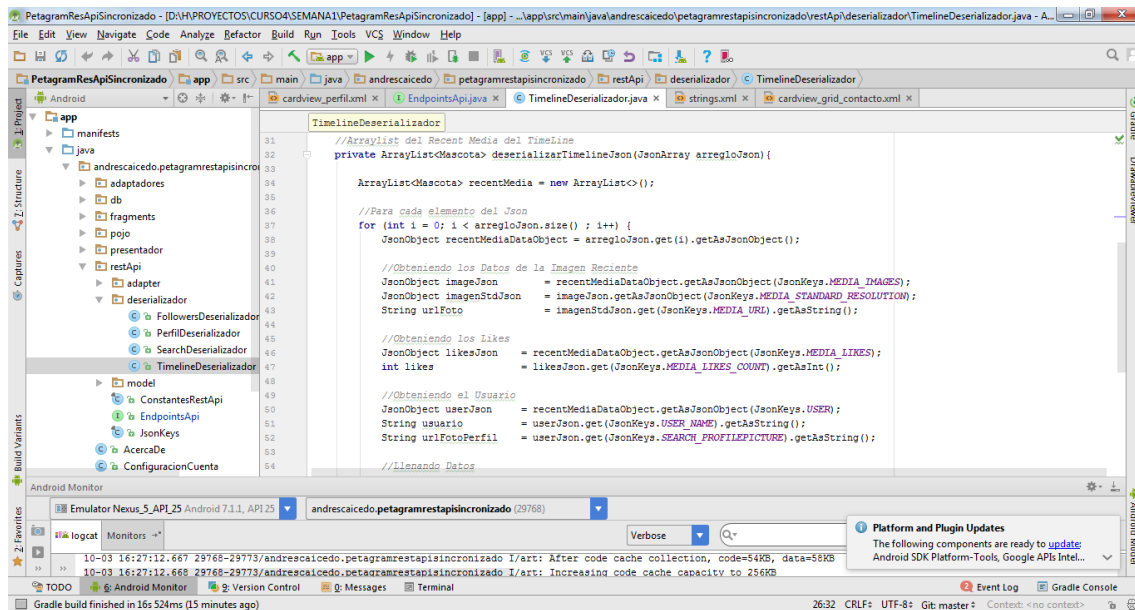 PetagramResApiSincronizado - [D:\H\PROYECTOS\CURSO4\SEMANA1\PetagramResApiSincronizado] - [app] - ...\app\src\main\java\andrescaicedo\petagramrestapisincronizado\restApi\deserializador\TimelineDeserializador.java - A...
File Edit View Navigate Code Analyze Refactor Build Run Tools VCS Window Help
app
PetagramResApiSincronizado app src main java andrescaicedo petagramrestapisincronizado restApi deserializador TimelineDeserializador
Android
cardview_perfil.xml EndpointsApi.java TimelineDeserializador.java strings.xml cardview_grid_contacto.xml
TimelineDeserializador
1: Project
7: Structure
Captures
Build Variants
2: Favorites
app
manifests
java
andrescaicedo.petagramrestapisincro
adaptadores
db
fragments
pojo
presentador
restApi
adapter
deserializador
FollowersDeserializador
PerfilDeserializador
SearchDeserializador
TimelineDeserializador
model
ConstantesRestApi
EndpointsApi
JsonKeys
AcercaDe
ConfiguracionCuenta
31 //Arraylist del Recent Media del TimeLine
32 private ArrayList<Mascota> deserializarTimelineJson(JsonArray arregloJson){
33
34 ArrayList<Mascota> recentMedia = new ArrayList<>();
35
36 //Para cada elemento del Json
37 for (int i = 0; i < arregloJson.size() ; i++) {
38 JsonObject recentMediaDataObject = arregloJson.get(i).getAsJsonObject();
39
40 //Obteniendo los Datos de la Imagen Reciente
41 JsonObject imageJson = recentMediaDataObject.getAsJsonObject(JsonKeys.MEDIA_IMAGES);
42 JsonObject imagenStdJson = imageJson.getAsJsonObject(JsonKeys.MEDIA_STANDARD_RESOLUTION);
43 String urlFoto = imagenStdJson.get(JsonKeys.MEDIA_URL).getAsString();
44
45 //Obteniendo los Likes
46 JsonObject likesJson = recentMediaDataObject.getAsJsonObject(JsonKeys.MEDIA_LIKES);
47 int likes = likesJson.get(JsonKeys.MEDIA_LIKES_COUNT).getAsInt();
48
49 //Obteniendo el Usuario
50 JsonObject userJson = recentMediaDataObject.getAsJsonObject(JsonKeys.USER);
51 String usuario = userJson.get(JsonKeys.USER_NAME).getAsString();
52 String urlFotoPerfil = userJson.get(JsonKeys.SEARCH_PROFILEPICTURE).getAsString();
53
54 //Llenando Datos
Gradle
Android Monitor
Emulator Nexus_5_API_25 Android 7.1.1, API 25 andrescaicedo.petagramrestapisincronizado (29768)
logcat Monitors Verbose
10-03 16:27:12.667 29768-29773/andrescaicedo.petagramrestapisincronizado I/art: After code cache collection, code=54KB, data=58KB
10-03 16:27:12.668 29768-29773/andrescaicedo.petagramrestapisincronizado I/art: Increasing code cache capacity to 256KB
Platform and Plugin Updates
The following components are ready to update:
Android SDK Platform-Tools, Google APIs Intel...
TODO 6: Android Monitor 9: Version Control 0: Messages Terminal Event Log Gradle Console
Gradle build finished in 16s 524ms (15 minutes ago) 26:32 CRLF UTF-8 Git: master Context: <no context>